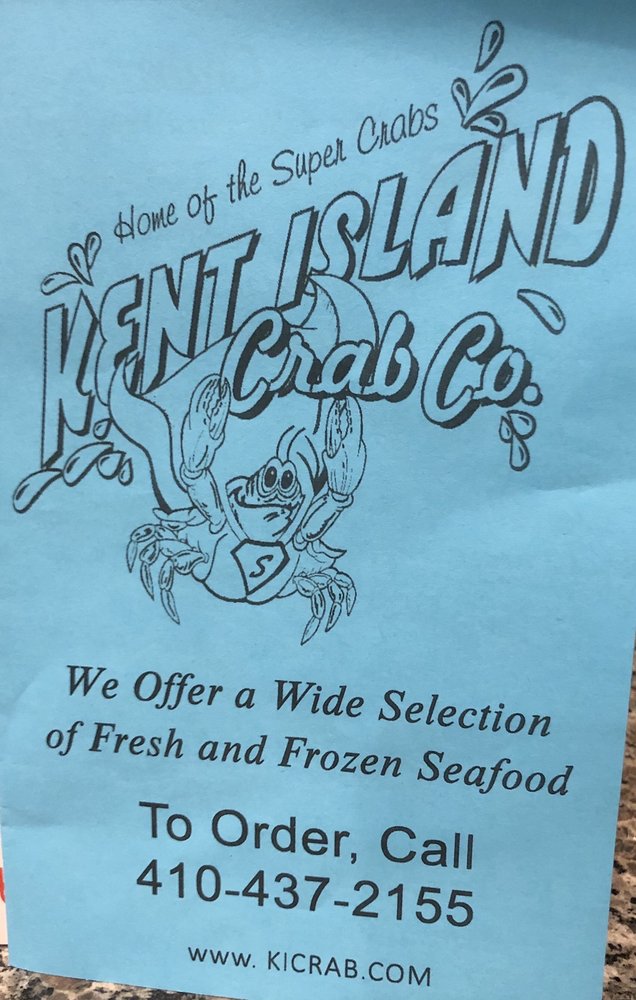 Home of the Super Crabs
KENT ISLAND
Crab Co.
S
We Offer a Wide Selection
of Fresh and Frozen Seafood
To Order, Call
410-437-2155
www. KICRAB.COM